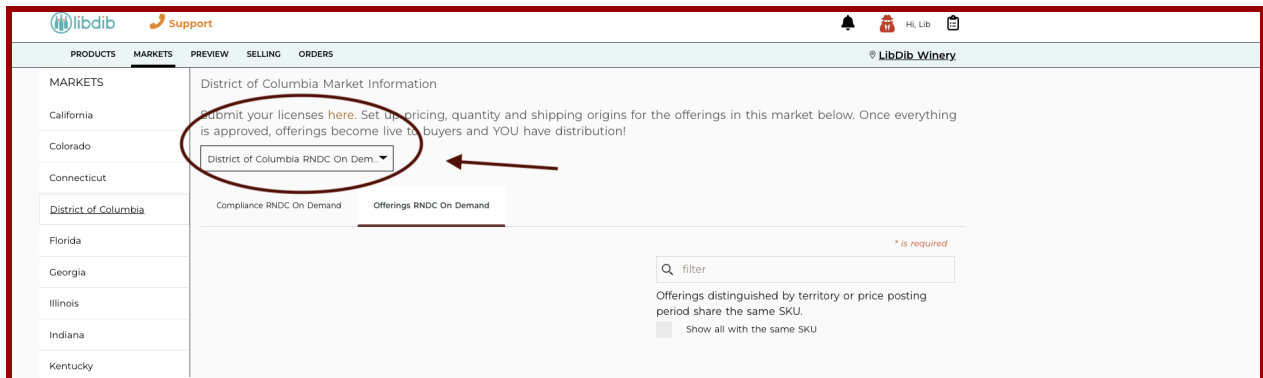 libdib
Support
Hi, Lib
PRODUCTS MARKETS PREVIEW SELLING ORDERS
LibDib Winery
MARKETS
California
Colorado
Connecticut
District of Columbia
Florida
Georgia
Illinois
Indiana
Kentucky
District of Columbia Market Information
Submit your licenses here. Set up pricing, quantity and shipping origins for the offerings in this market below. Once everything
is approved, offerings become live to buyers and YOU have distribution!
District of Columbia RNDC On Dem...
Compliance RNDC On Demand Offerings RNDC On Demand
* is required
filter
Offerings distinguished by territory or price posting
period share the same SKU.
Show all with the same SKU